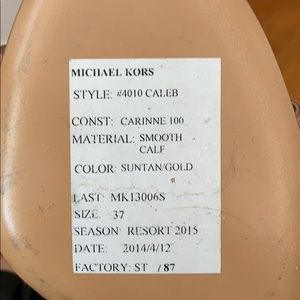 MICHAEL KORS
STYLE: #4010 CALEB
CONST: CARINNE 100
MATERIAL: SMOOTH
CALF
COLOR: SUNTAN/GOLD
LAST: MK13006S
SIZE: 37
SEASON: RESORT 2015
DATE: 2014/4/12
FACTORY: ST / 87